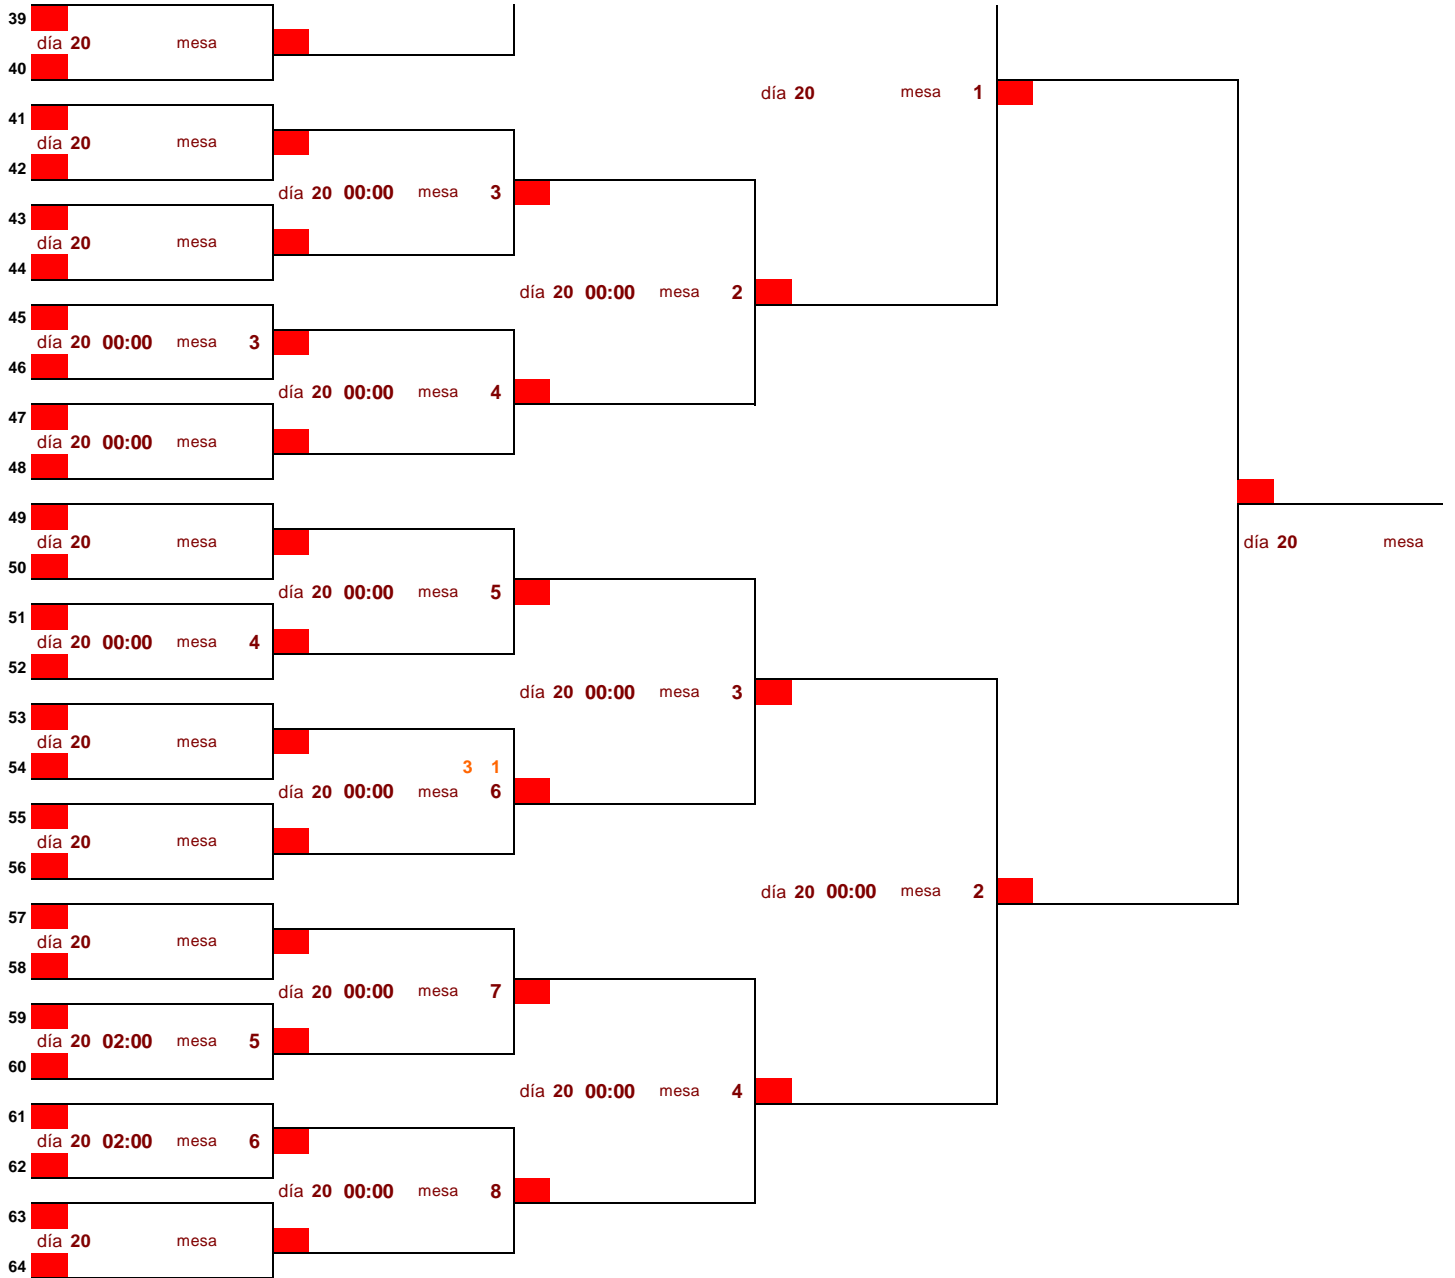 39
día 20 mesa
40
día 20 mesa 1
41
día 20 mesa
42
día 20 00:00 mesa 3
43
día 20 mesa
44
día 20 00:00 mesa 2
45
día 20 00:00 mesa 3
46
día 20 00:00 mesa 4
47
día 20 00:00 mesa
48
49
día 20 mesa
día 20 mesa
50
día 20 00:00 mesa 5
51
día 20 00:00 mesa 4
52
día 20 00:00 mesa 3
53
día 20 mesa
54
3 1
día 20 00:00 mesa 6
55
día 20 mesa
56
día 20 00:00 mesa 2
57
día 20 mesa
58
día 20 00:00 mesa 7
59
día 20 02:00 mesa 5
60
día 20 00:00 mesa 4
61
día 20 02:00 mesa 6
62
día 20 00:00 mesa 8
63
día 20 mesa
64